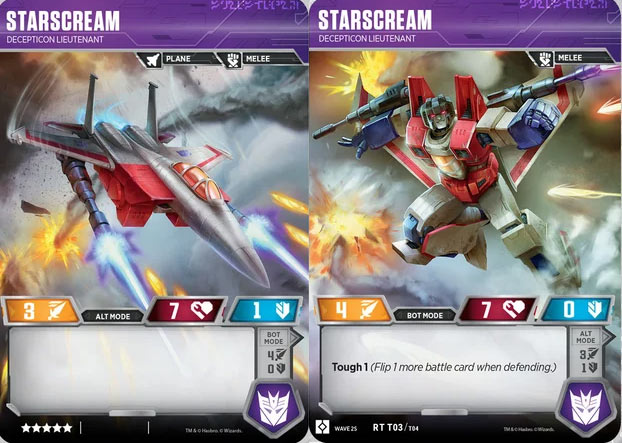 STARSCREAM
DECEPTICON LIEUTENANT
PLANE
MELEE
3
ALT MODE
7
1
BOT
MODE
4
0
TM & © Hasbro. © Wizards.
STARSCREAM
DECEPTICON LIEUTENANT
MELEE
4
BOT MODE
7
0
Tough 1 (Flip 1 more battle card when defending.)
ALT
MODE
3
1
WAVE 2S
RT T03/T04
TM & © Hasbro. © Wizards.